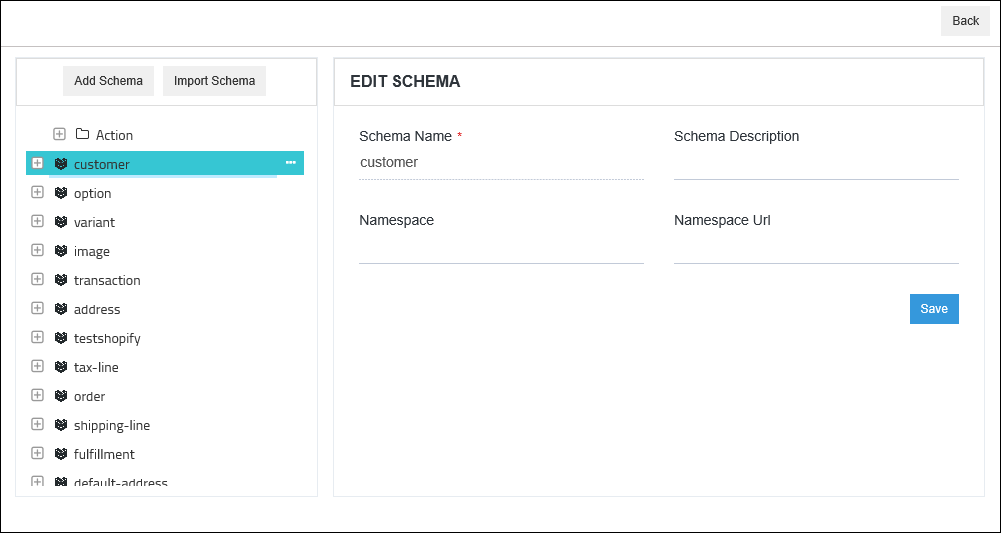 Back
Add Schema Import Schema
Action
customer
option
variant
image
transaction
address
testshopify
tax-line
order
shipping-line
fulfillment
default-address
EDIT SCHEMA
Schema Name * Schema Description
customer
Namespace Namespace Url
Save